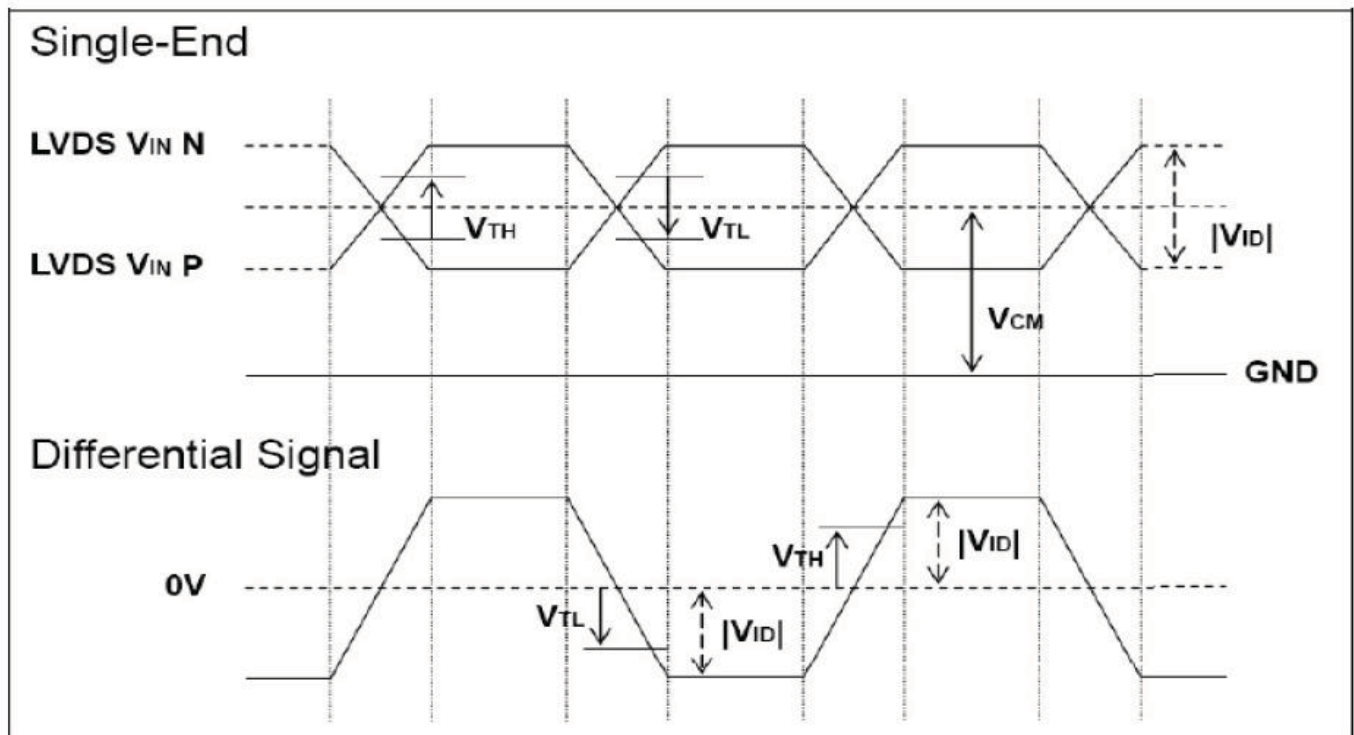 Single-End
LVDS VIN N
VTH
VTL
|VID|
LVDS VIN P
VCM
GND
Differential Signal
VTH
|VID|
0V
VTL
|VID|